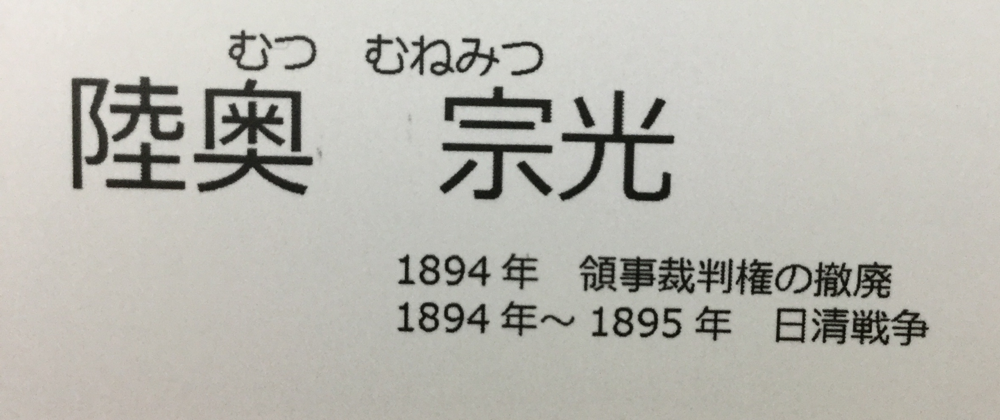 むつ　むねみつ
陸奥　宗光
1894年　領事裁判権の撤廃
1894年～1895年　日清戦争